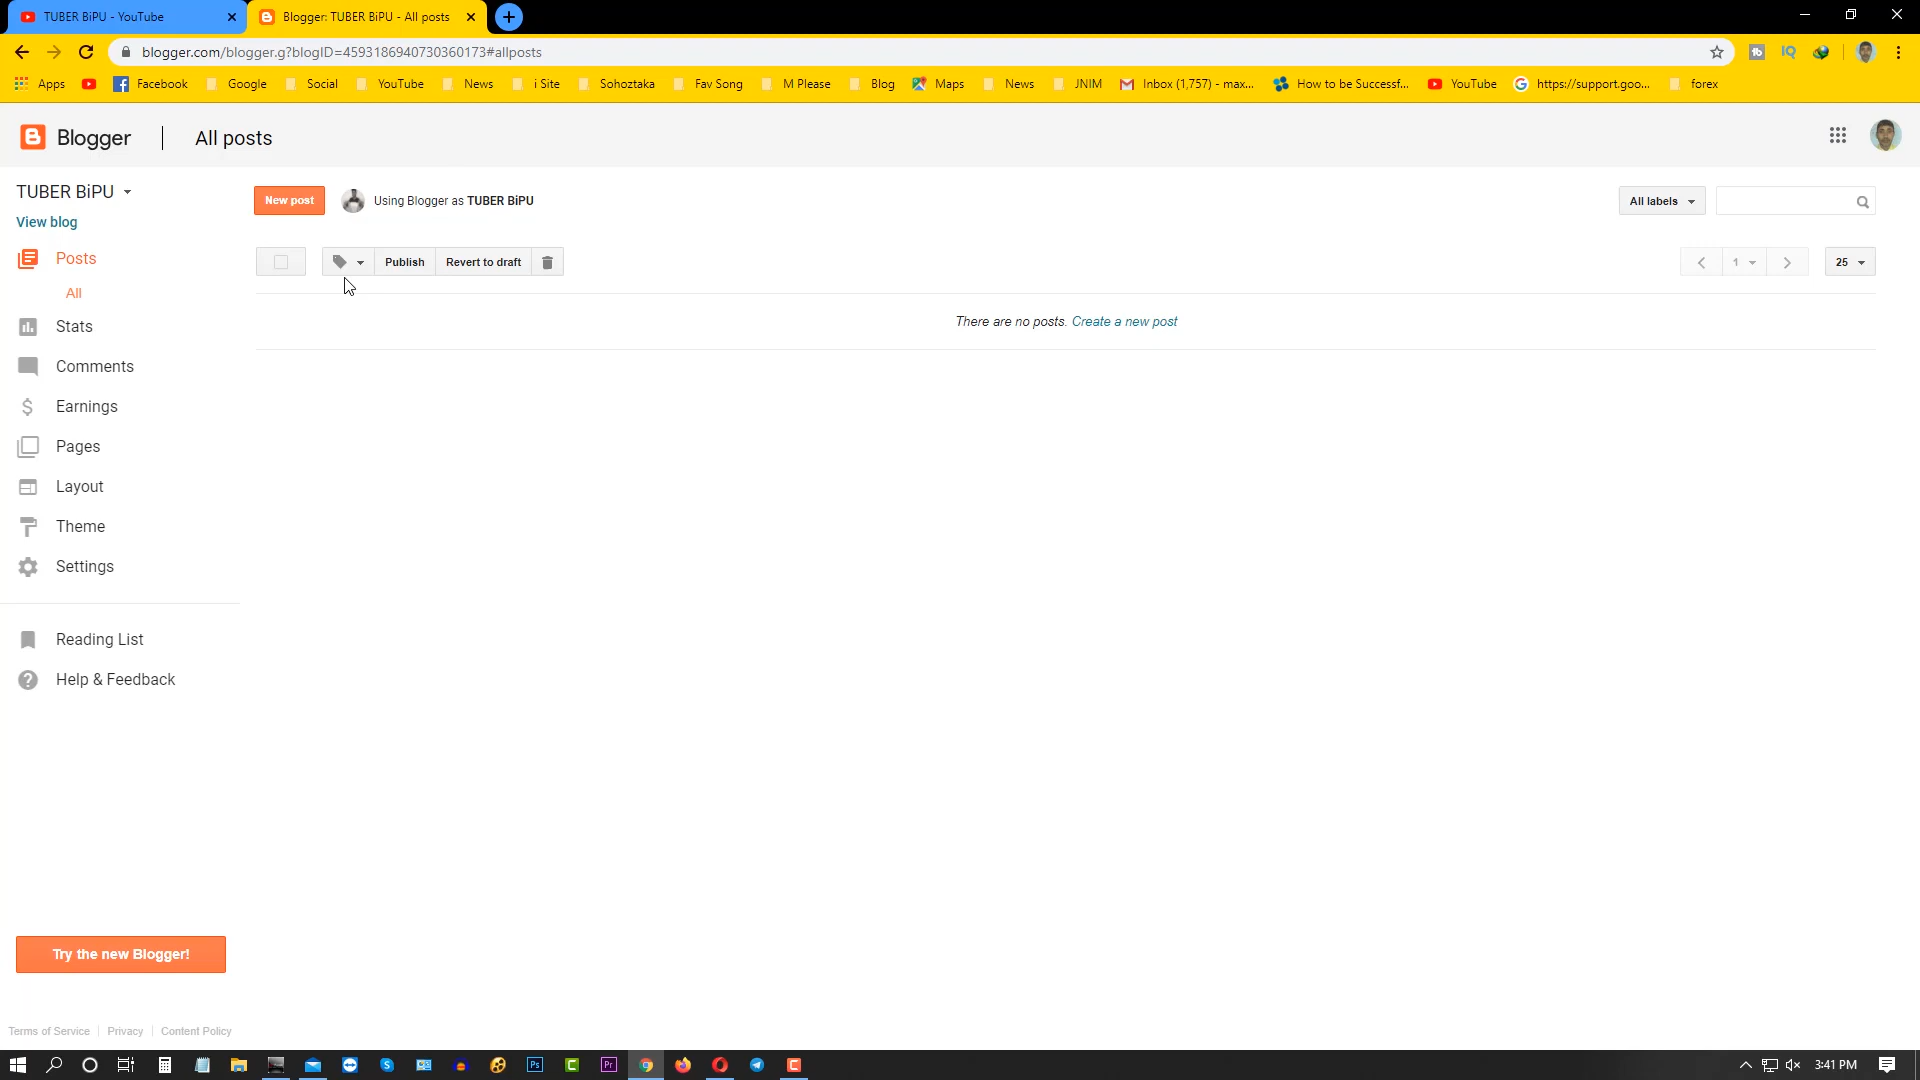 TUBER BiPU - YouTube
Blogger: TUBER BiPU - All posts
blogger.com/blogger.g?blogID=4593186940730360173#allposts
Apps Facebook Google Social YouTube News i Site Sohoztaka Fav Song M Please Blog Maps News JNIM Inbox (1,757) - max... How to be Successf... YouTube https://support.goo... forex
Blogger All posts
TUBER BiPU
View blog
New post Using Blogger as TUBER BiPU All labels
Posts
All
Publish Revert to draft 1 25
There are no posts. Create a new post
Stats
Comments
Earnings
Pages
Layout
Theme
Settings
Reading List
Help & Feedback
Try the new Blogger!
Terms of Service Privacy Content Policy
3:41 PM